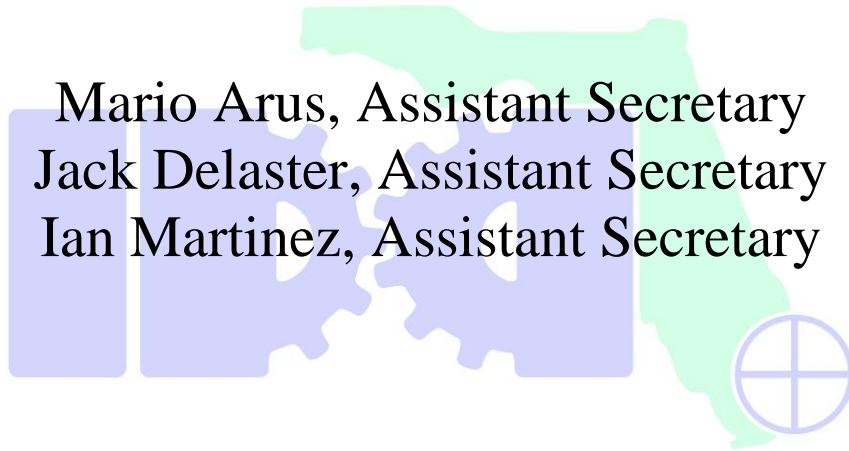 Mario Arus, Assistant Secretary
Jack Delaster, Assistant Secretary
Ian Martinez, Assistant Secretary